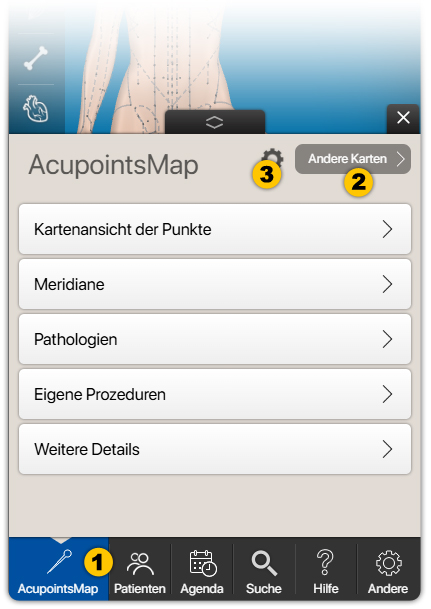 AcupointsMap
3
Andere Karten
2
Kartenansicht der Punkte
Meridiane
Pathologien
Eigene Prozeduren
Weitere Details
1
AcupointsMap
Patienten
Agenda
Suche
Hilfe
Andere